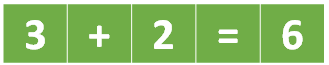 3 + 2 = 6